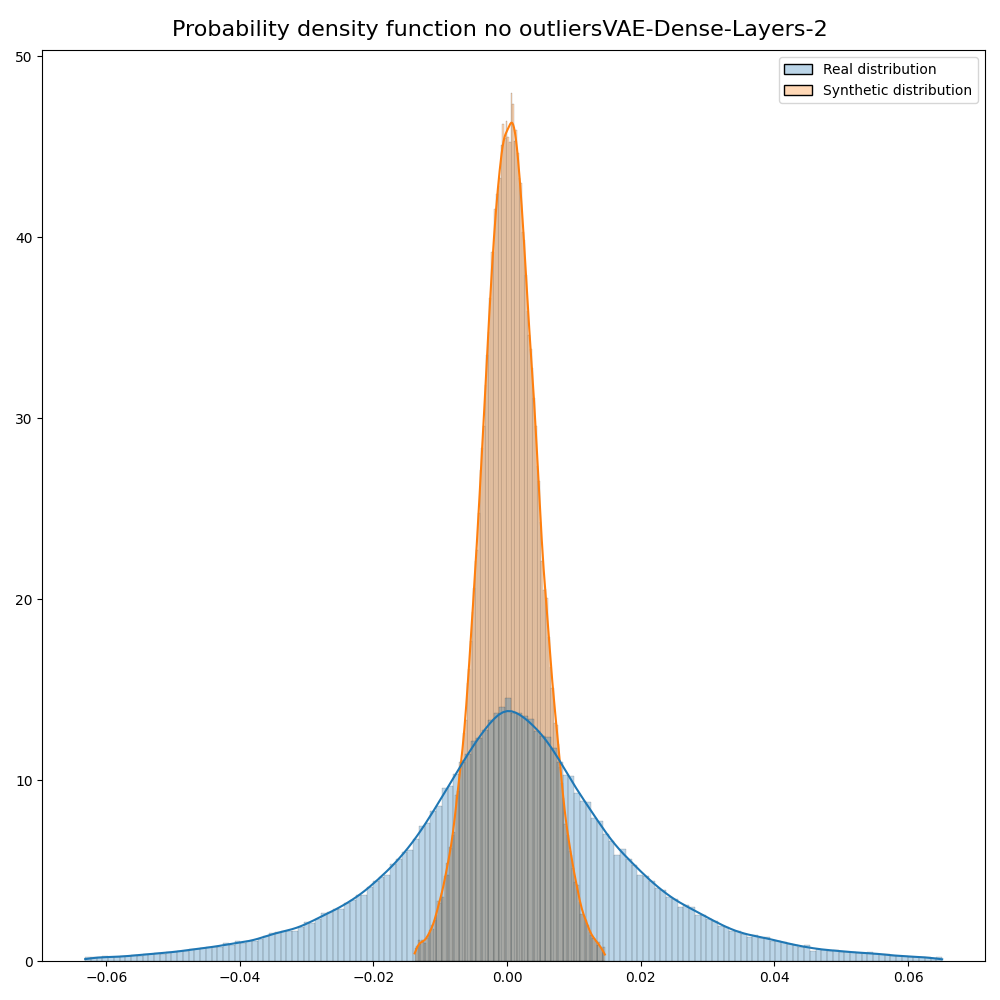 Probability density function no outliersVAE-Dense-Layers-2
Real distribution
Synthetic distribution
50
40
30
20
10
0
−0.06 −0.04 −0.02 0.00 0.02 0.04 0.06